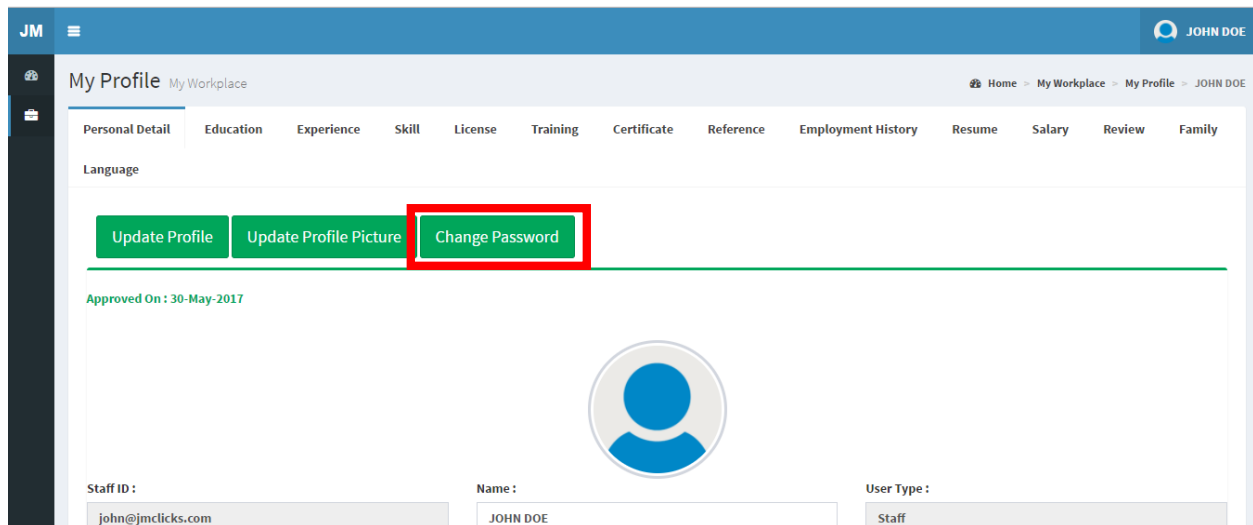 JM JOHN DOE
My Profile My Workplace Home > My Workplace > My Profile > JOHN DOE
Personal Detail Education Experience Skill License Training Certificate Reference Employment History Resume Salary Review Family
Language
Update Profile Update Profile Picture Change Password
Approved On : 30-May-2017
Staff ID : Name : User Type :
john@jmclicks.com JOHN DOE Staff